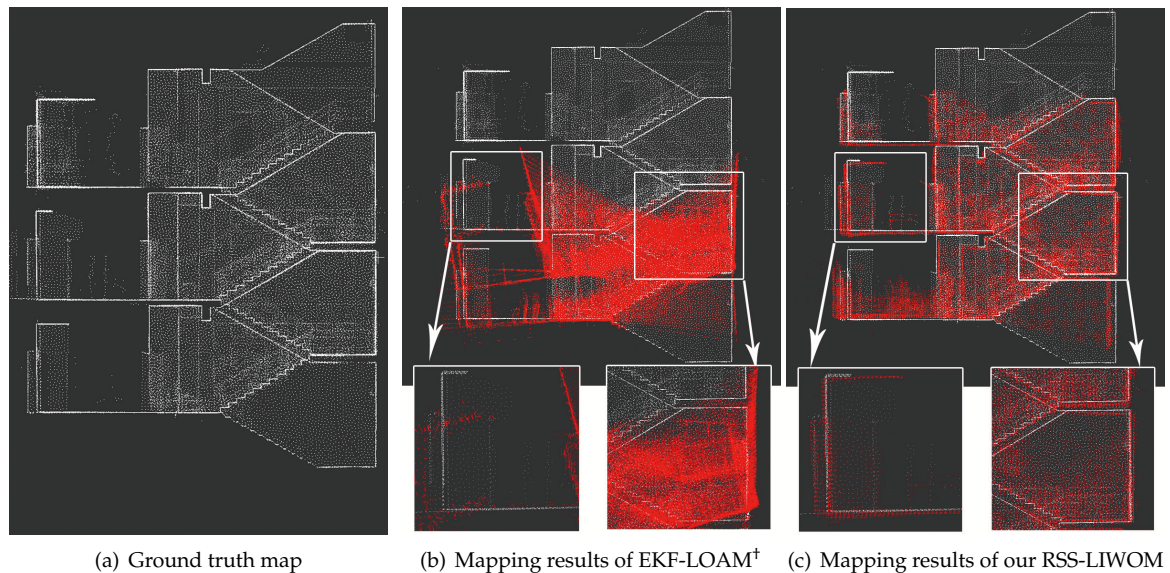 (a) Ground truth map
(b) Mapping results of EKF-LOAM†
(c) Mapping results of our RSS-LIWOM